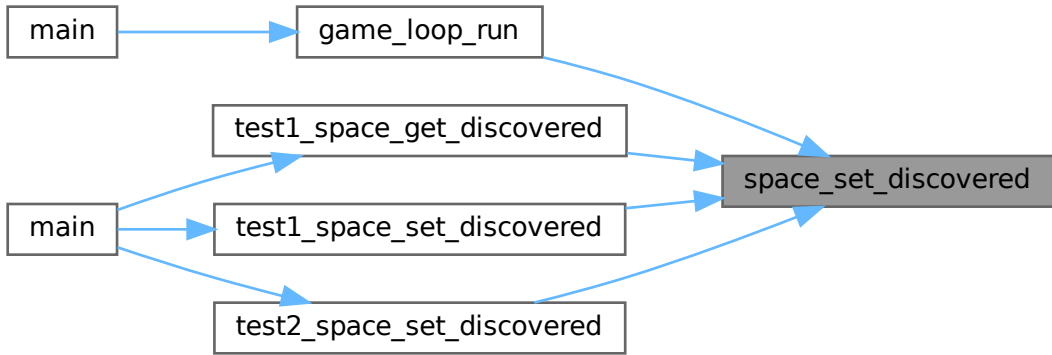 main
game_loop_run
test1_space_get_discovered
space_set_discovered
main
test1_space_set_discovered
test2_space_set_discovered